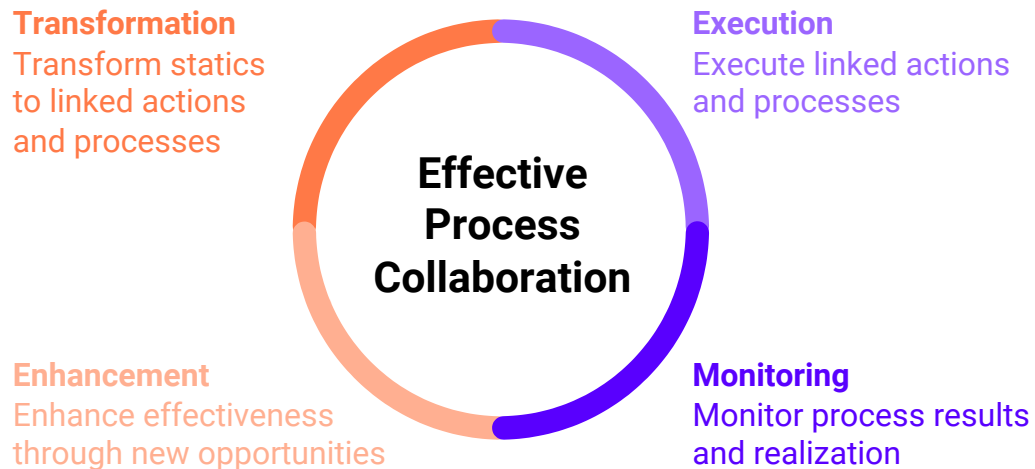 Transformation
Transform statics
to linked actions
and processes
Execution
Execute linked actions
and processes
Effective
Process
Collaboration
Enhancement
Enhance effectiveness
through new opportunities
Monitoring
Monitor process results
and realization